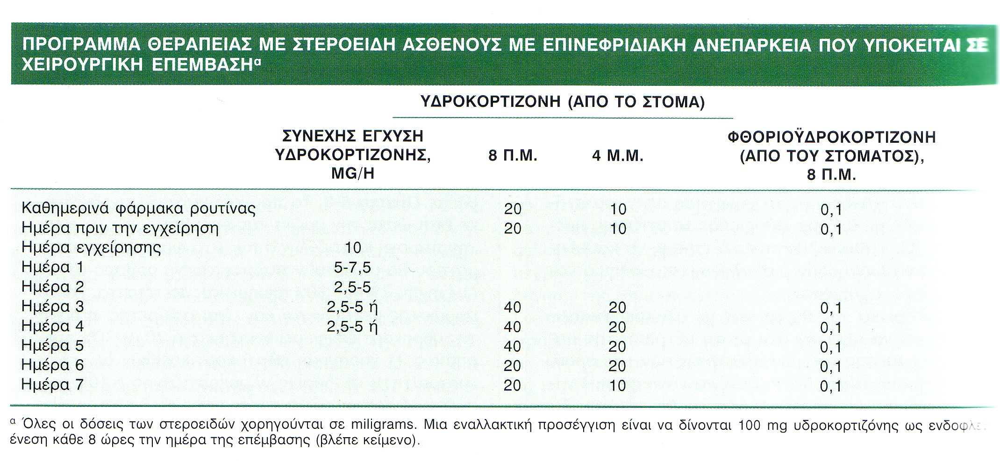 ΠΡΟΓΡΑΜΜΑ ΘΕΡΑΠΕΙΑΣ ΜΕ ΣΤΕΡΟΕΙΔΗ ΑΣΘΕΝΟΥΣ ΜΕ ΕΠΙΝΕΦΡΙΔΙΑΚΗ ΑΝΕΠΑΡΚΕΙΑ ΠΟΥ ΥΠΟΚΕΙΤΑΙ ΣΕ
ΧΕΙΡΟΥΡΓΙΚΗ ΕΠΕΜΒΑΣΗα
ΥΔΡΟΚΟΡΤΙΖΟΝΗ (ΑΠΟ ΤΟ ΣΤΟΜΑ)
ΣΥΝΕΧΗΣ ΕΓΧΥΣΗ
ΥΔΡΟΚΟΡΤΙΖΟΝΗΣ,
MG/H
8 Π.Μ.
4 Μ.Μ.
ΦΘΟΡΙΟΫΔΡΟΚΟΡΤΙΖΟΝΗ
(ΑΠΟ ΤΟΥ ΣΤΟΜΑΤΟΣ),
8 Π.Μ.
Καθημερινά φάρμακα ρουτίνας 20 10 0,1
Ημέρα πριν την εγχείρηση 20 10 0,1
Ημέρα εγχείρησης 10
Ημέρα 1 5-7,5
Ημέρα 2 2,5-5
Ημέρα 3 2,5-5 ή 40 20 0,1
Ημέρα 4 2,5-5 ή 40 20 0,1
Ημέρα 5 40 20 0,1
Ημέρα 6 20 20 0,1
Ημέρα 7 20 10 0,1
α Όλες οι δόσεις των στεροειδών χορηγούνται σε miligrams. Μια εναλλακτική προσέγγιση είναι να δίνονται 100 mg υδροκορτιζόνης ως
ένεση κάθε 8 ώρες την ημέρα της επέμβασης (βλέπε κείμενο).